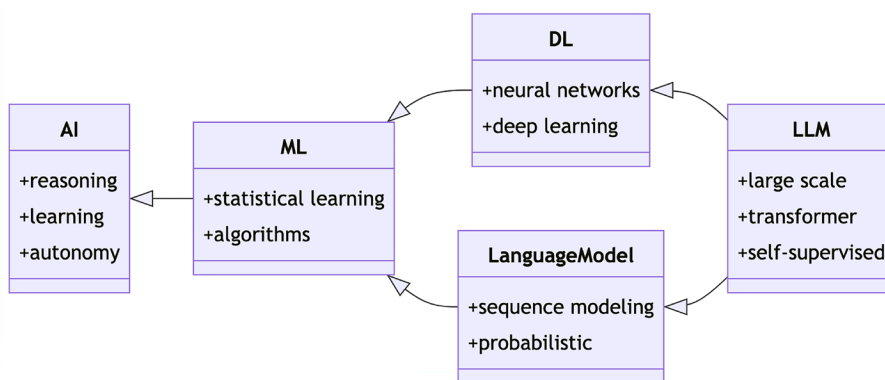 AI
+reasoning
+learning
+autonomy
ML
+statistical learning
+algorithms
DL
+neural networks
+deep learning
LanguageModel
+sequence modeling
+probabilistic
LLM
+large scale
+transformer
+self-supervised